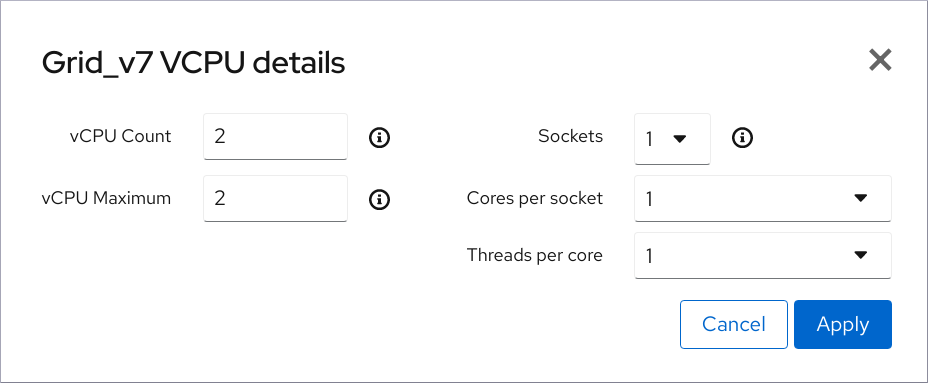 Grid_v7 VCPU details
vCPU Count 2 Sockets 1
vCPU Maximum 2 Cores per socket 1
Threads per core 1
Cancel Apply